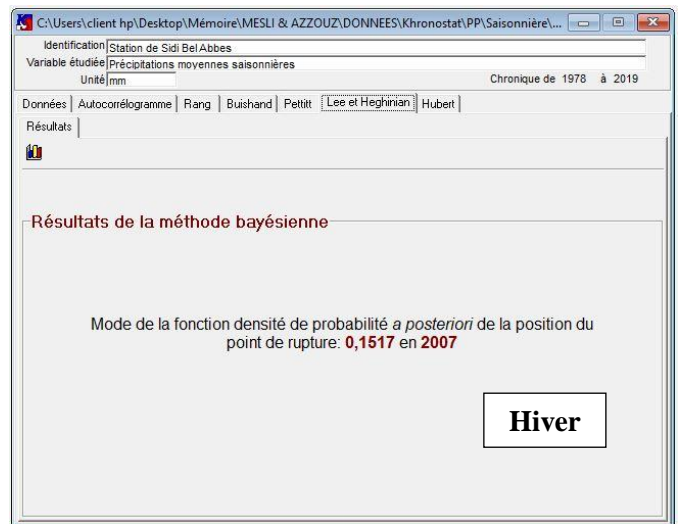 C:\Users\client hp\Desktop\Mémoire\MESLI & AZZOUZ\DONNEES\Khronostat\PP\Saisonnière\...
Identification Station de Sidi Bel Abbes
Variable étudiée Précipitations moyennes saisonnières
Unité mm Chronique de 1978 à 2019
Données Autocorrélogramme Rang Buishand Pettitt Lee et Heghinian Hubert
Résultats
Résultats de la méthode bayésienne
Mode de la fonction densité de probabilité a posteriori de la position du
point de rupture: 0,1517 en 2007
Hiver